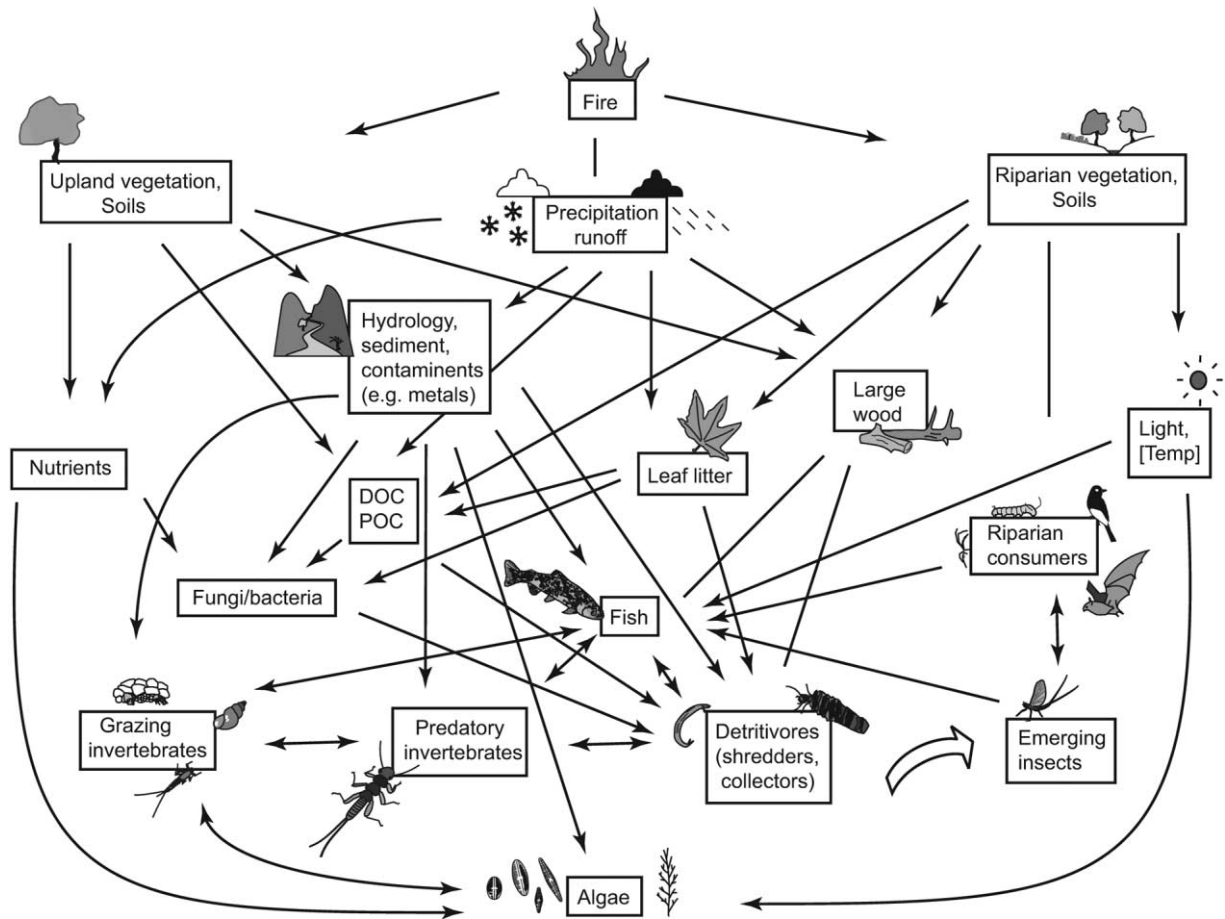 Fire
Upland vegetation,
Soils
Riparian vegetation,
Soils
Precipitation
runoff
Hydrology,
sediment,
contaminents
(e.g. metals)
Large
wood
Light,
[Temp]
Nutrients
Leaf litter
DOC
POC
Riparian
consumers
Fungi/bacteria
Fish
Grazing
invertebrates
Predatory
invertebrates
Detritivores
(shredders,
collectors)
Emerging
insects
Algae